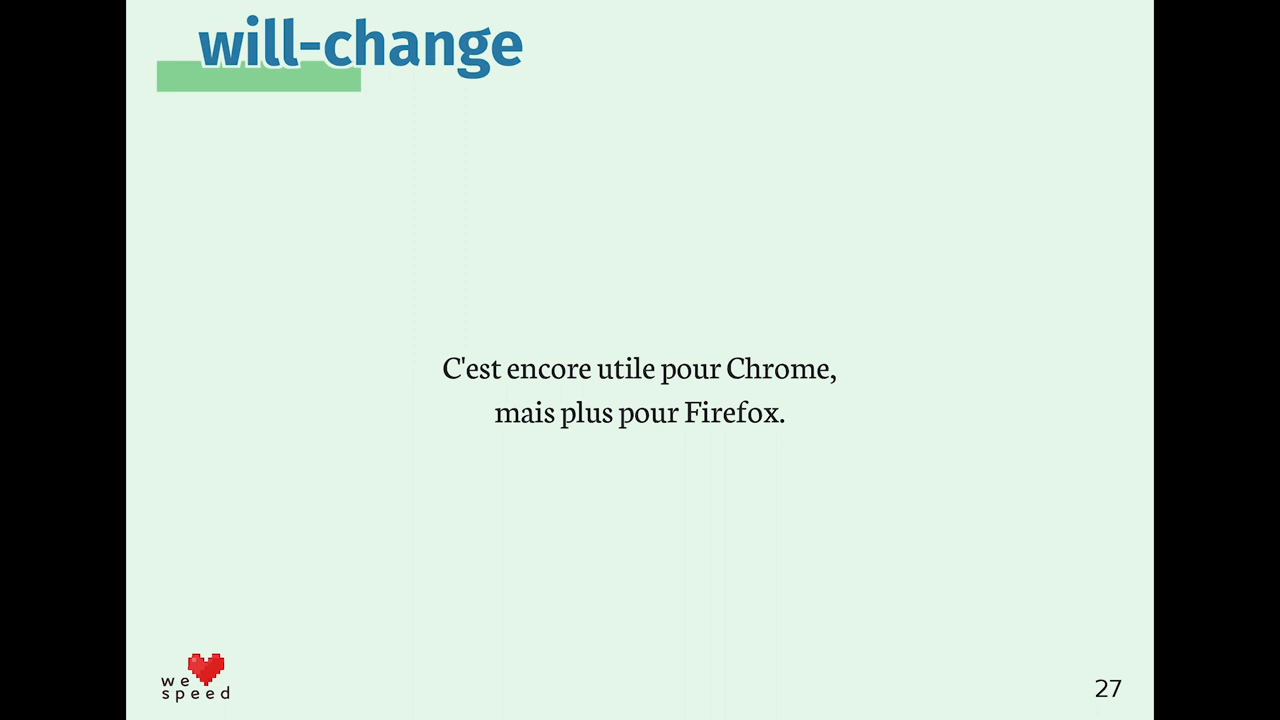 will-change
C'est encore utile pour Chrome,
mais plus pour Firefox.
we
speed
27